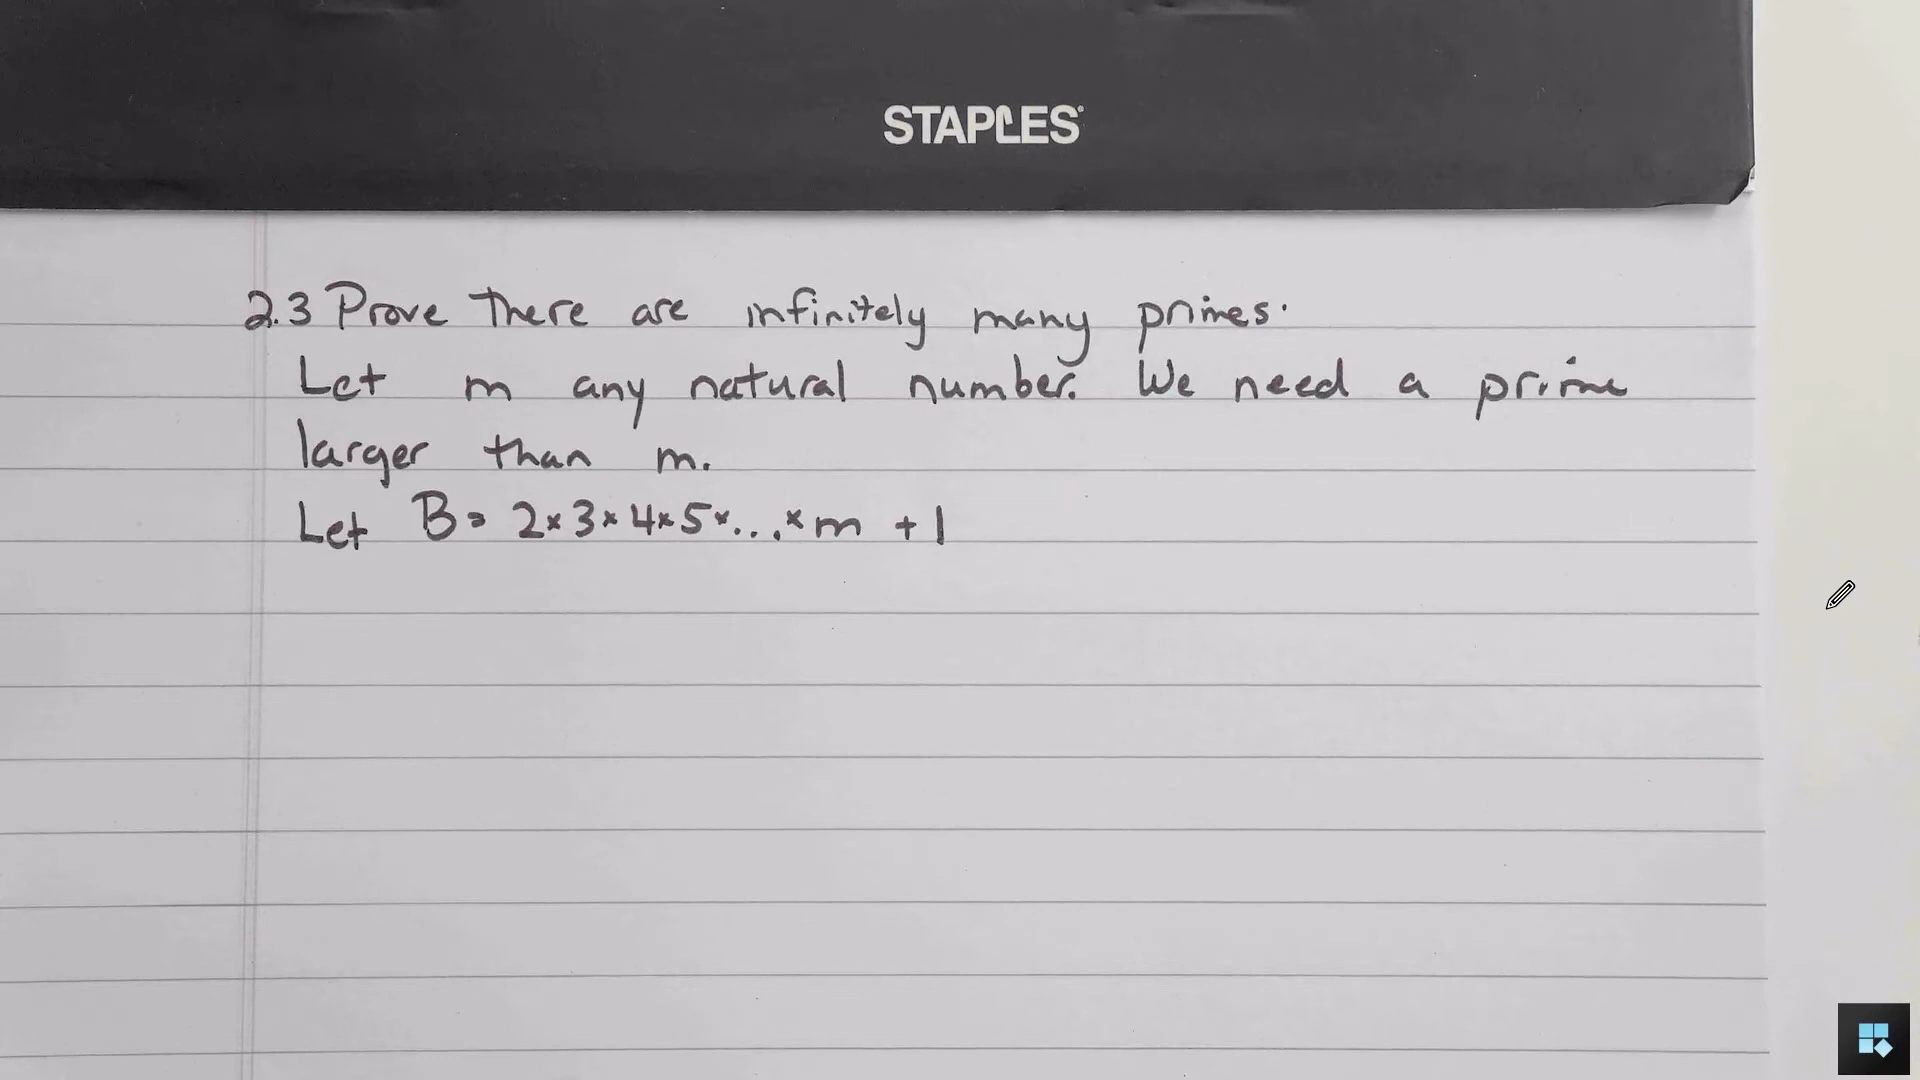 STAPLES
2.3 Prove there are infinitely many primes.
Let m any natural number. We need a prime
larger than m.
Let B = 2×3×4×5×...×m +1